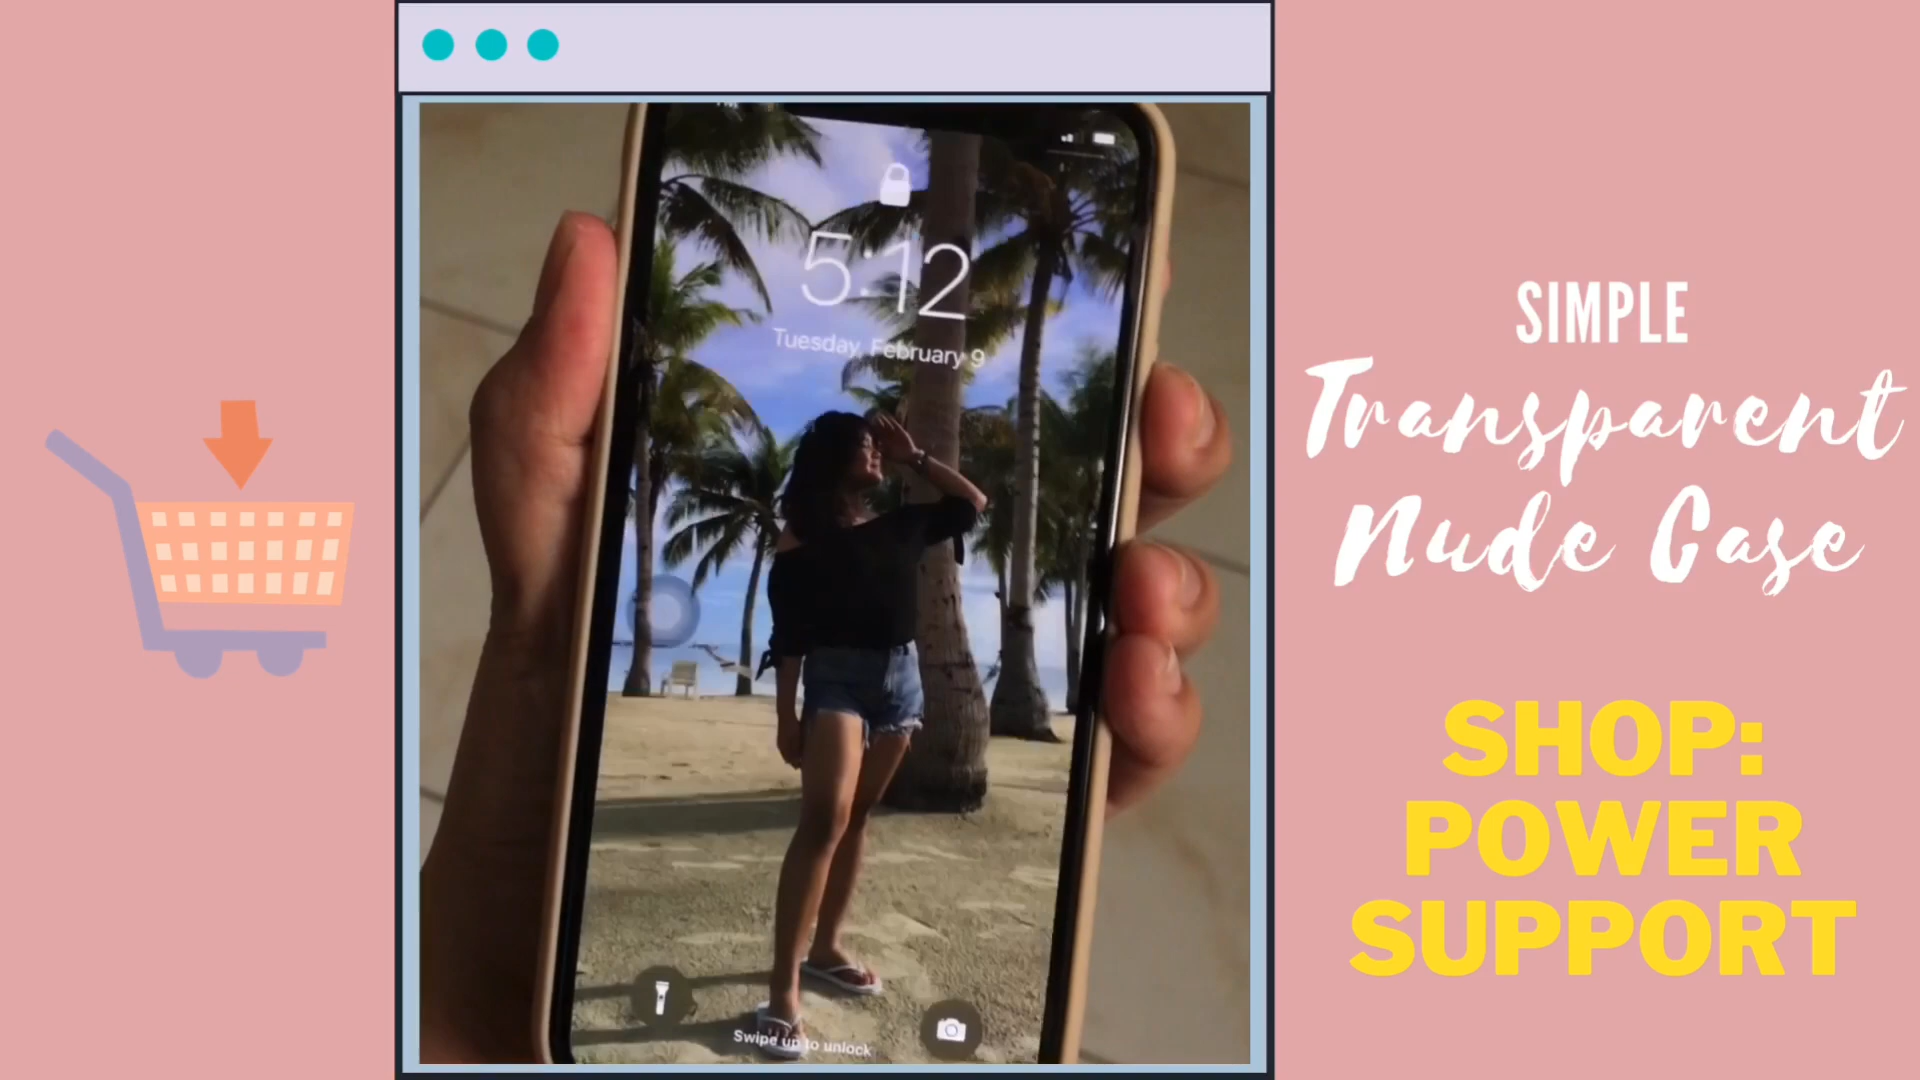 5:12
Tuesday, February 9
Swipe up to unlock
SIMPLE
Transparent
Nude Case
SHOP:
POWER
SUPPORT